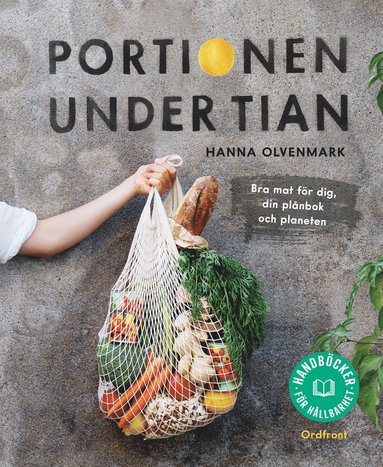 PORTIONEN
UNDER TIAN
HANNA OLVENMARK
Bra mat för dig,
din plånbok
och planeten
HANDBÖCKER
FÖR HÅLLBARHET
Ordfront